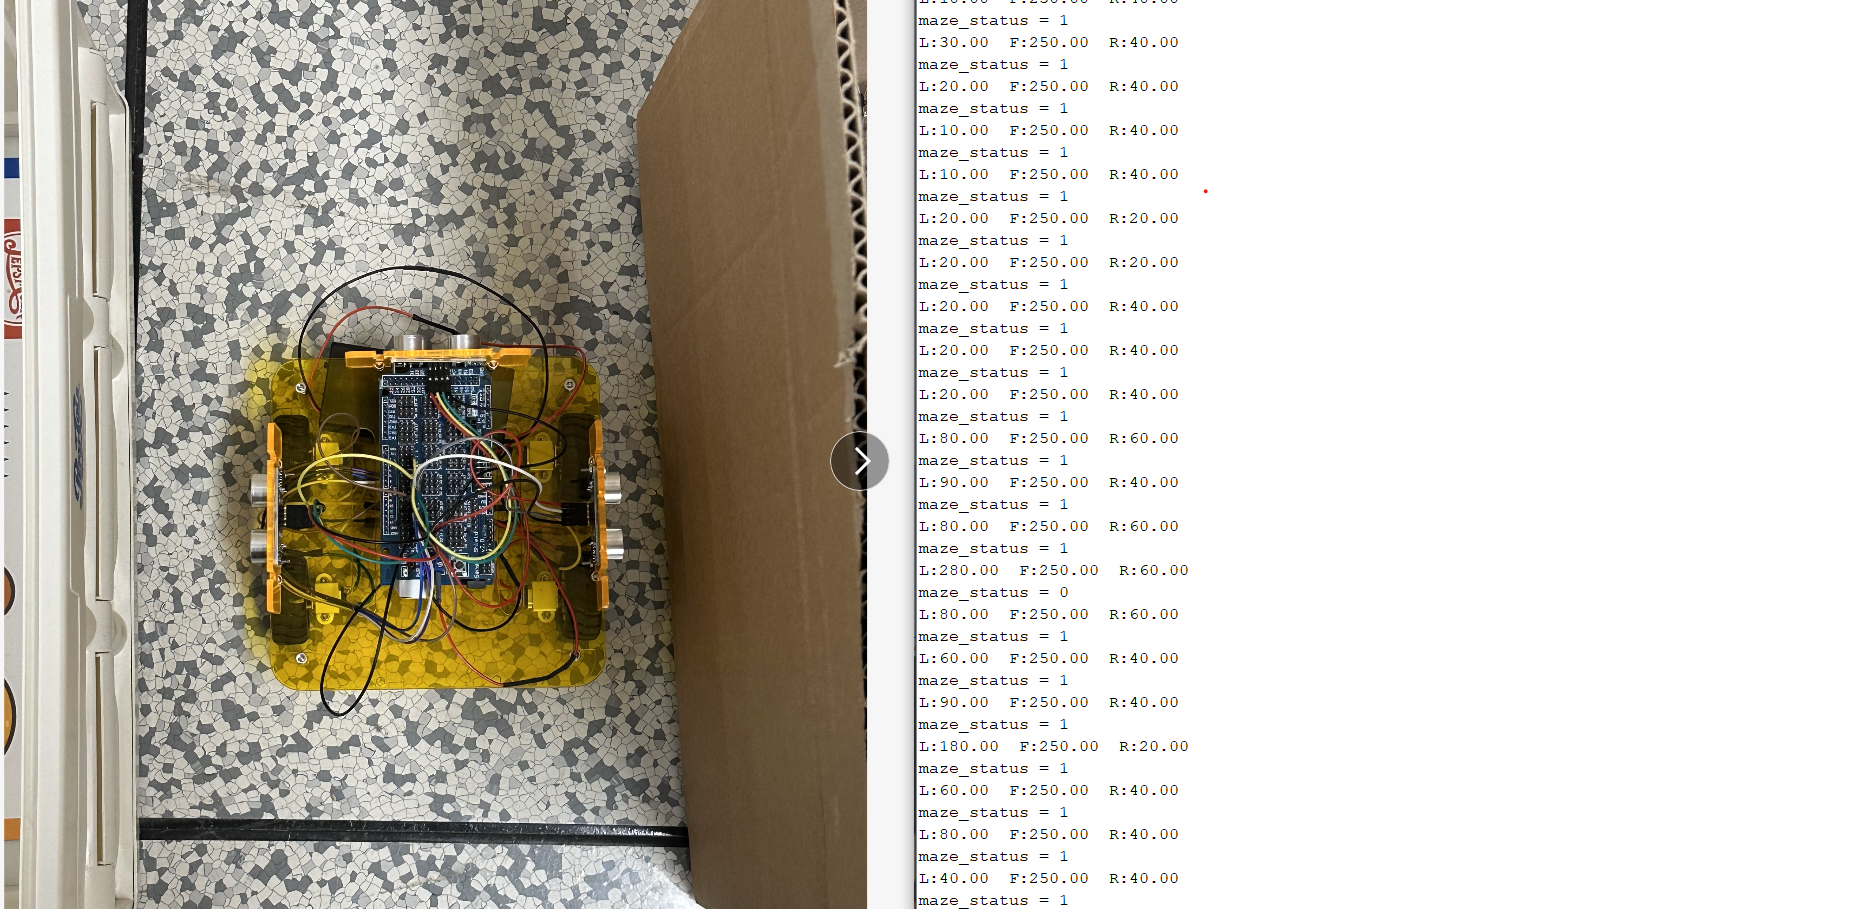 maze_status = 1
L:30.00 F:250.00 R:40.00
maze_status = 1
L:20.00 F:250.00 R:40.00
maze_status = 1
L:10.00 F:250.00 R:40.00
maze_status = 1
L:10.00 F:250.00 R:40.00
maze_status = 1
L:20.00 F:250.00 R:20.00
maze_status = 1
L:20.00 F:250.00 R:20.00
maze_status = 1
L:20.00 F:250.00 R:40.00
maze_status = 1
L:20.00 F:250.00 R:40.00
maze_status = 1
L:20.00 F:250.00 R:40.00
maze_status = 1
L:80.00 F:250.00 R:60.00
maze_status = 1
L:90.00 F:250.00 R:40.00
maze_status = 1
L:80.00 F:250.00 R:60.00
maze_status = 1
L:280.00 F:250.00 R:60.00
maze_status = 0
L:80.00 F:250.00 R:60.00
maze_status = 1
L:60.00 F:250.00 R:40.00
maze_status = 1
L:90.00 F:250.00 R:40.00
maze_status = 1
L:180.00 F:250.00 R:20.00
maze_status = 1
L:60.00 F:250.00 R:40.00
maze_status = 1
L:80.00 F:250.00 R:40.00
maze_status = 1
L:40.00 F:250.00 R:40.00
maze_status = 1